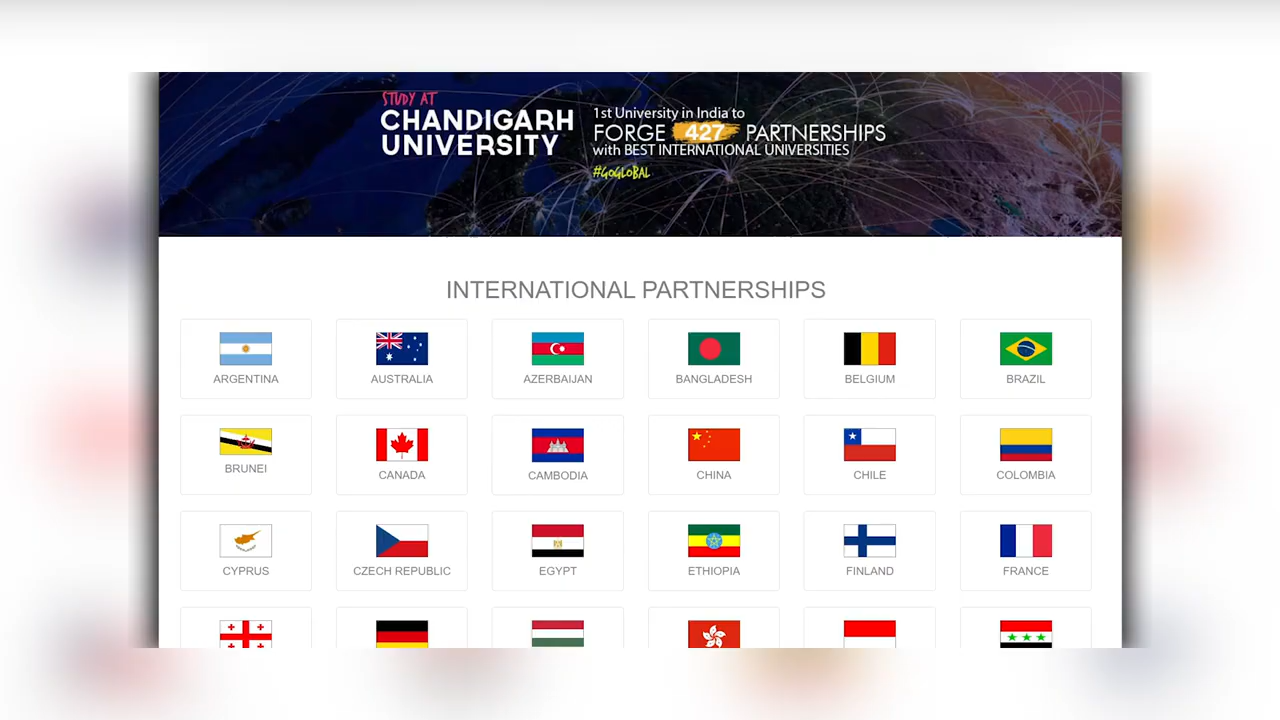 STUDY AT
CHANDIGARH
UNIVERSITY
1st University in India to
FORGE 427 PARTNERSHIPS
with BEST INTERNATIONAL UNIVERSITIES
#GOGLOBAL
INTERNATIONAL PARTNERSHIPS
ARGENTINA
AUSTRALIA
AZERBAIJAN
BANGLADESH
BELGIUM
BRAZIL
BRUNEI
CANADA
CAMBODIA
CHINA
CHILE
COLOMBIA
CYPRUS
CZECH REPUBLIC
EGYPT
ETHIOPIA
FINLAND
FRANCE